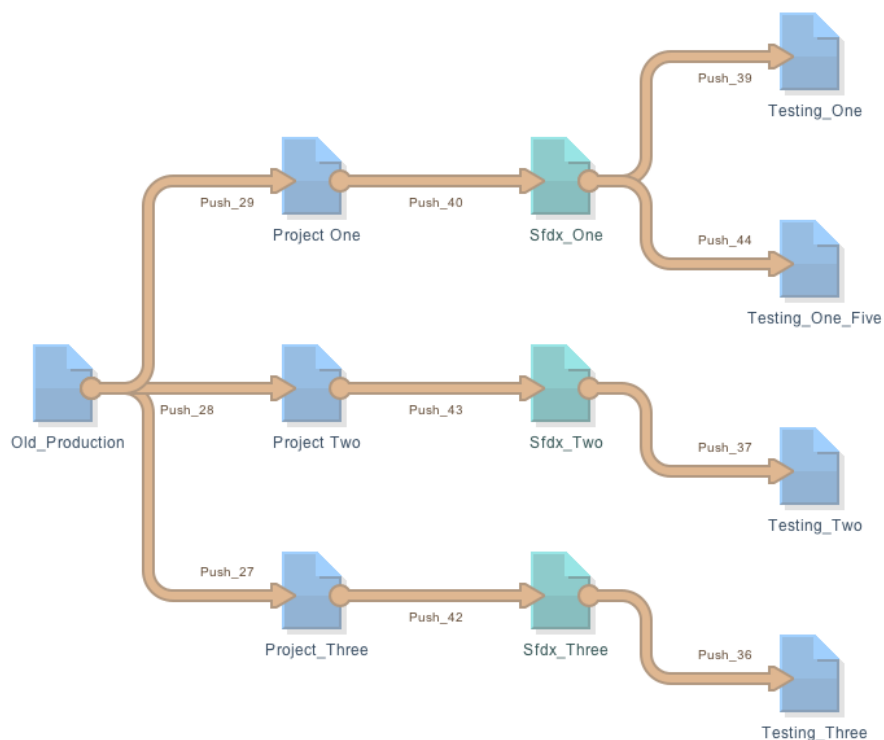 Push_39
Testing_One
Push_29
Push_40
Project One
Sfdx_One
Push_44
Testing_One_Five
Push_28
Push_43
Old_Production
Project Two
Sfdx_Two
Push_37
Testing_Two
Push_27
Push_42
Project_Three
Sfdx_Three
Push_36
Testing_Three